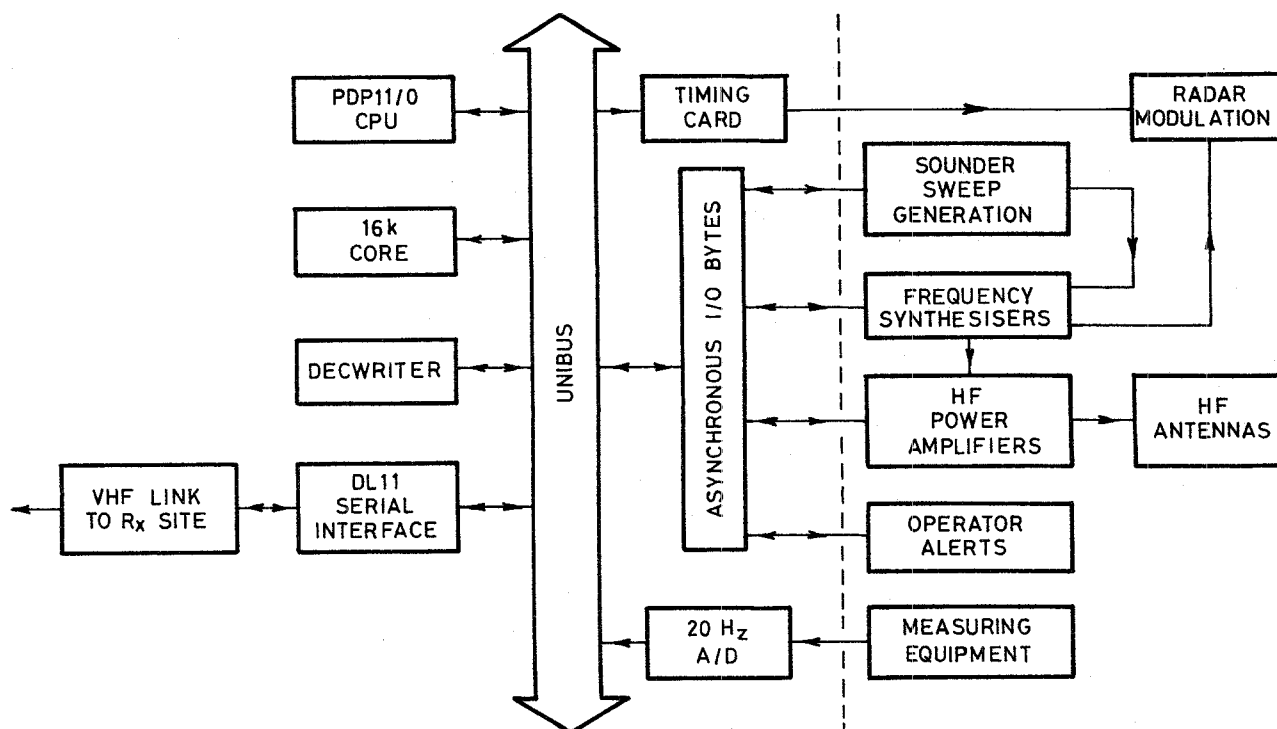 PDP11/0
CPU
16k
CORE
DECWRITER
VHF LINK
TO Rx SITE
DL11
SERIAL
INTERFACE
UNIBUS
TIMING
CARD
ASYNCHRONOUS I/O BYTES
20 Hz
A/D
RADAR
MODULATION
SOUNDER
SWEEP
GENERATION
FREQUENCY
SYNTHESISERS
HF
POWER
AMPLIFIERS
HF
ANTENNAS
OPERATOR
ALERTS
MEASURING
EQUIPMENT